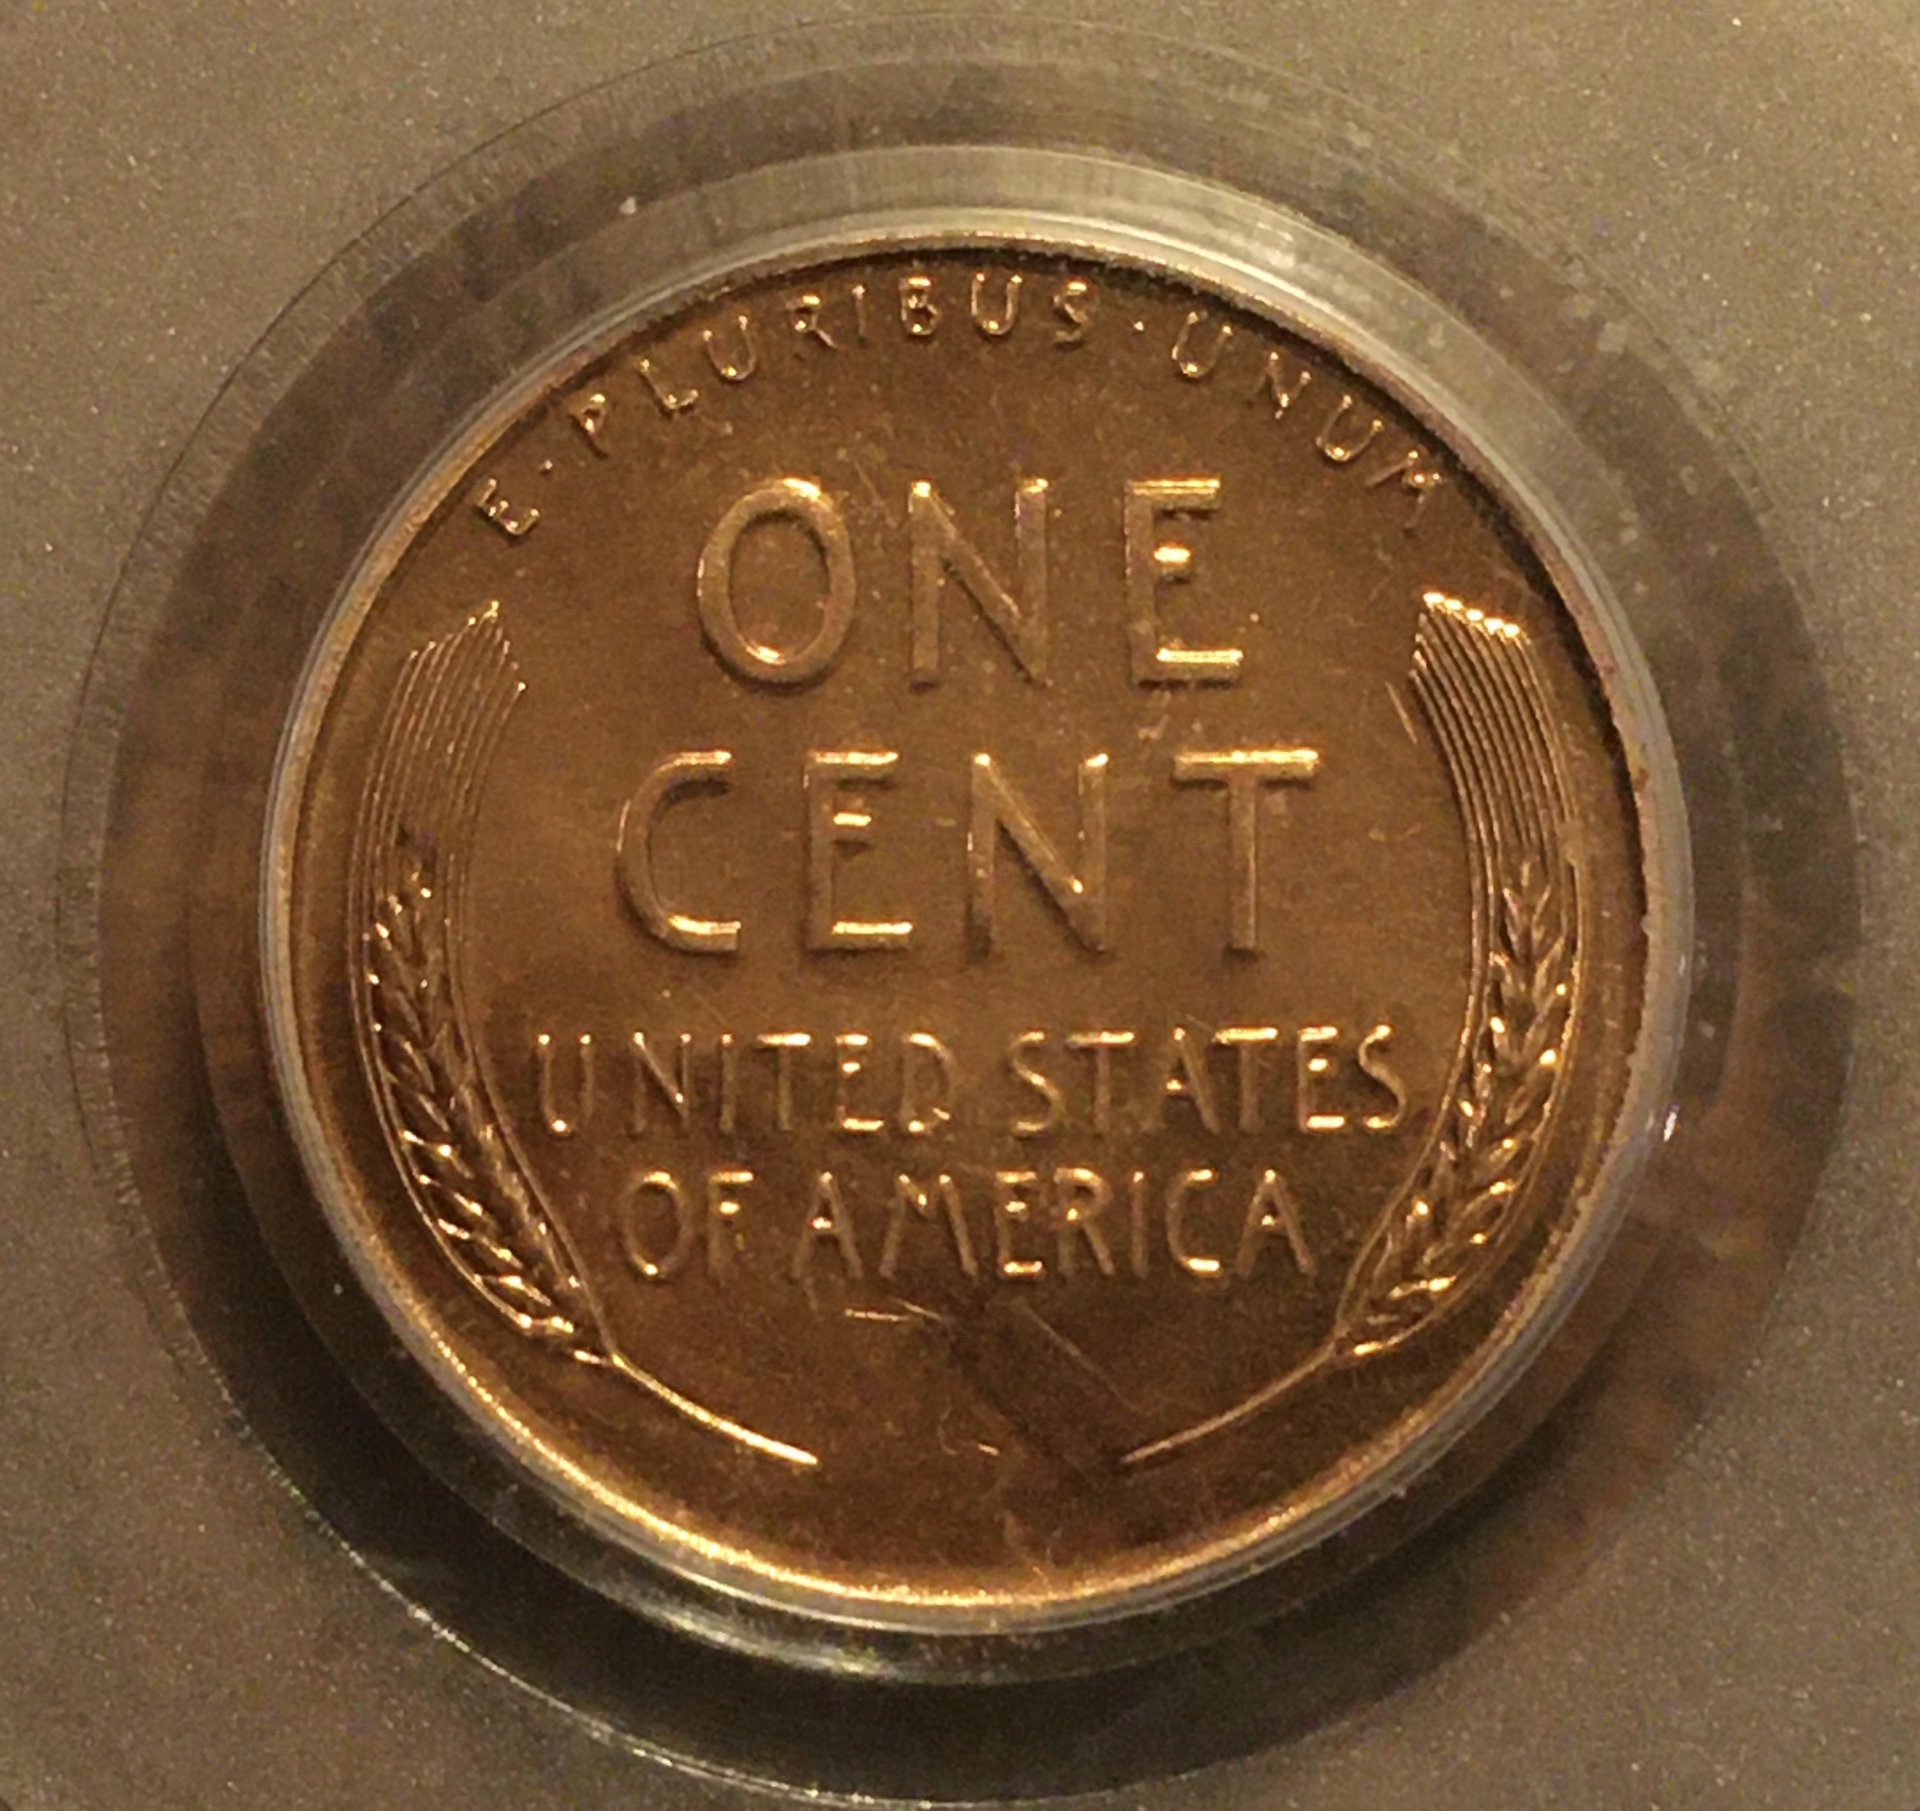 E·PLURIBUS·UNUM
ONE
CENT
UNITED STATES
OF AMERICA